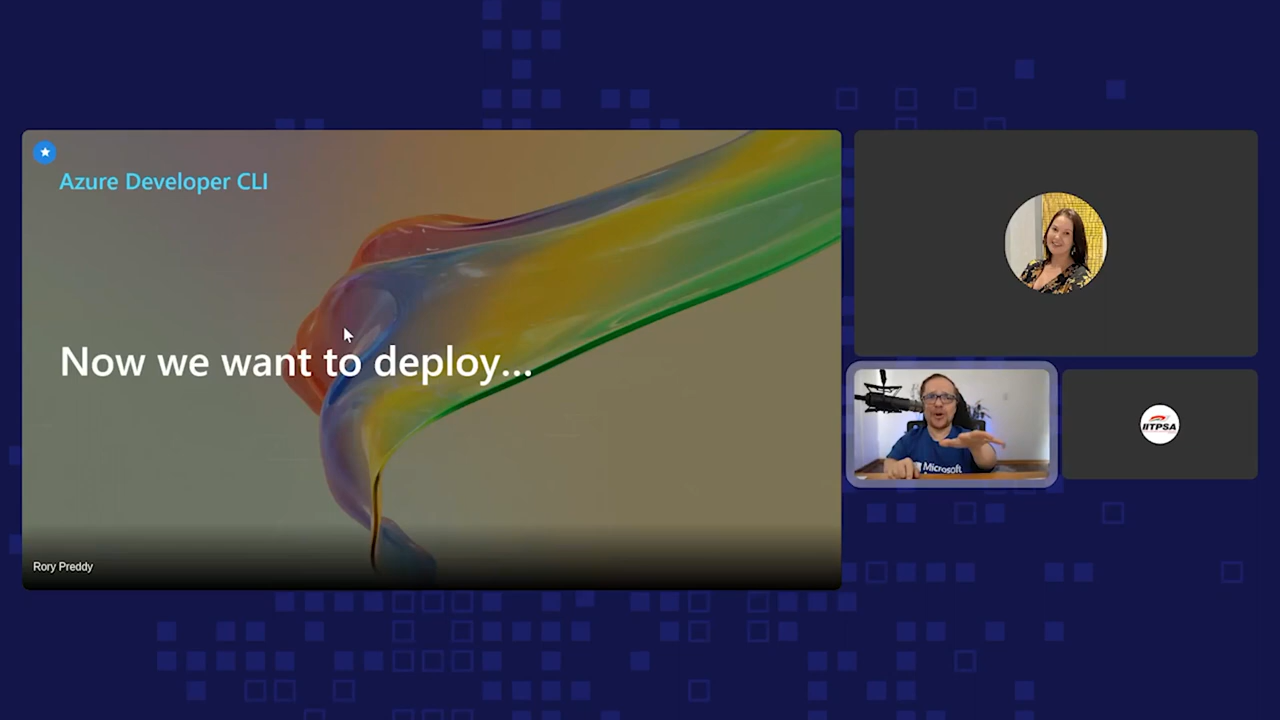 Azure Developer CLI
Now we want to deploy...
Rory Preddy
Microsoft
IITPSA